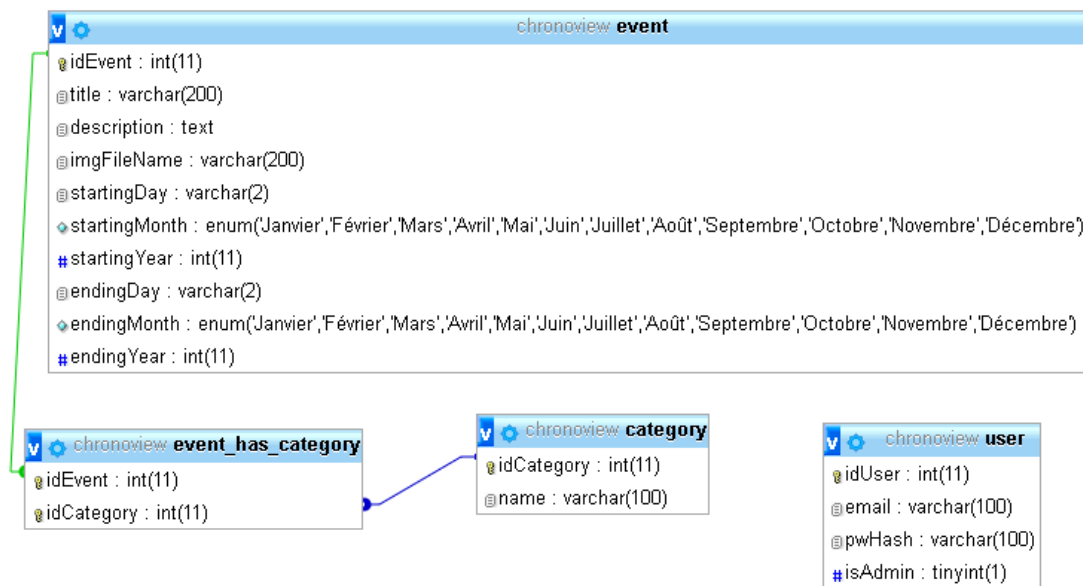 chronoview event
idEvent : int(11)
title : varchar(200)
description : text
imgFileName : varchar(200)
startingDay : varchar(2)
startingMonth : enum('Janvier','Février','Mars','Avril','Mai','Juin','Juillet','Août','Septembre','Octobre','Novembre','Décembre')
# startingYear : int(11)
endingDay : varchar(2)
endingMonth : enum('Janvier','Février','Mars','Avril','Mai','Juin','Juillet','Août','Septembre','Octobre','Novembre','Décembre')
# endingYear : int(11)
v chronoview event_has_category
idEvent : int(11)
idCategory : int(11)
v chronoview category
idCategory : int(11)
name : varchar(100)
v chronoview user
idUser : int(11)
email : varchar(100)
pwHash : varchar(100)
# isAdmin : tinyint(1)